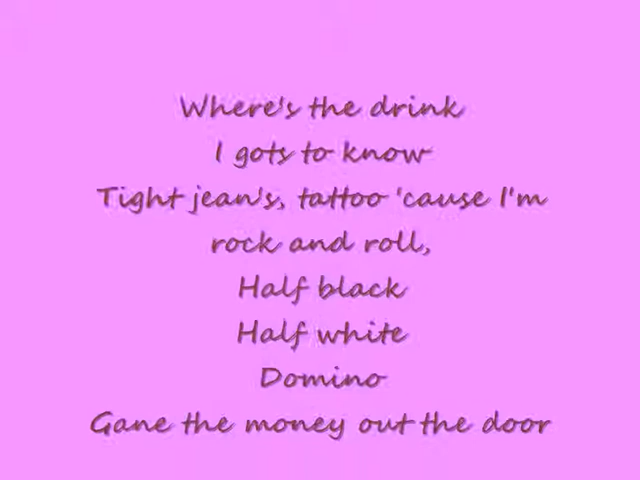 Where's the drink
I gots to know
Tight jean's, tattoo 'cause I'm
rock and roll,
Half black
Half white
Domino
Gane the money out the door